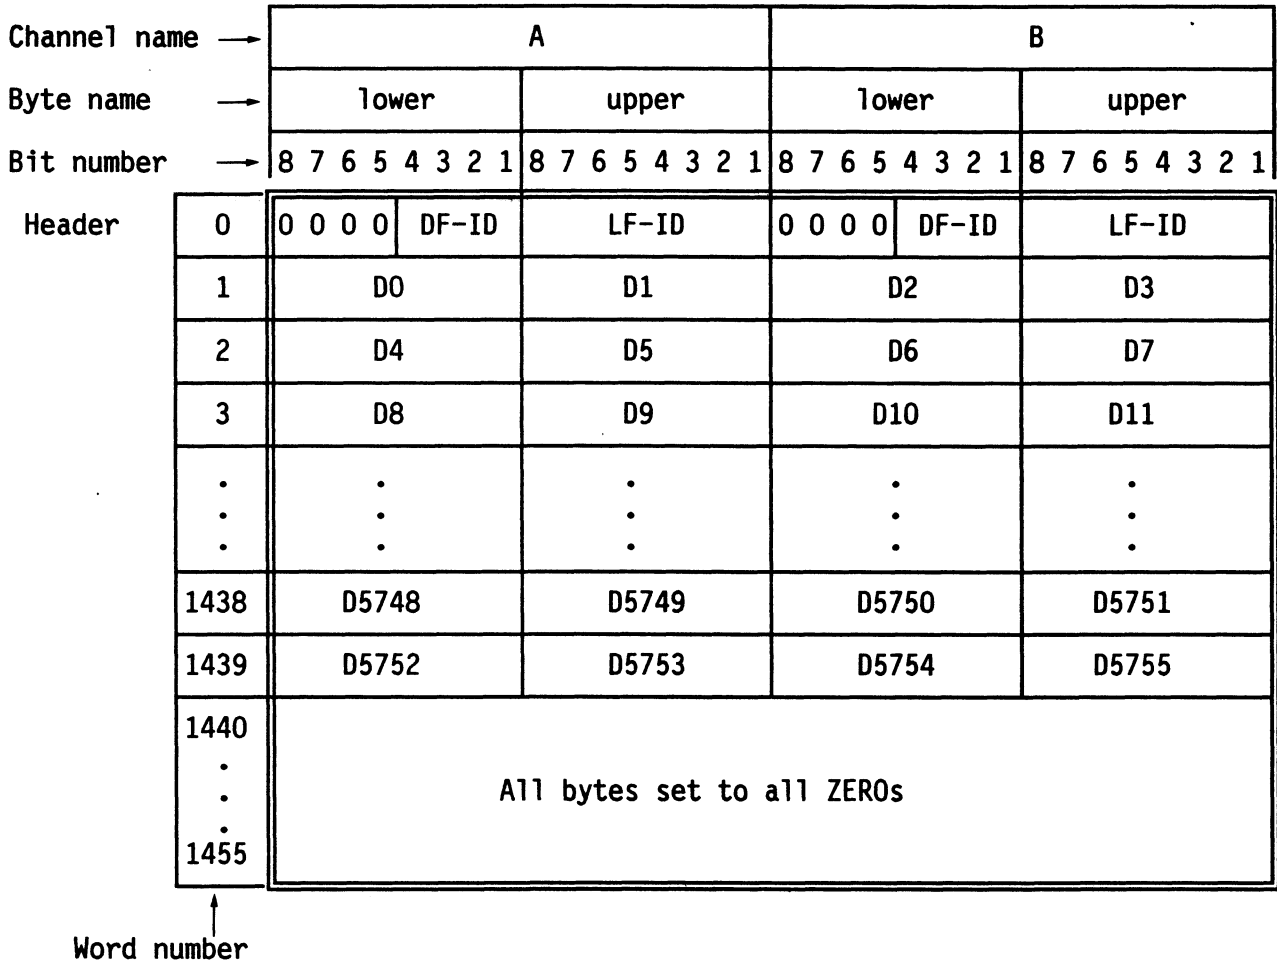 Channel name → A B
Byte name → lower upper lower upper
Bit number → 8 7 6 5 4 3 2 1 8 7 6 5 4 3 2 1 8 7 6 5 4 3 2 1 8 7 6 5 4 3 2 1
Header 0 0 0 0 0 DF-ID LF-ID 0 0 0 0 DF-ID LF-ID
1 D0 D1 D2 D3
2 D4 D5 D6 D7
3 D8 D9 D10 D11
. . . . .
. . . . .
. . . . .
1438 D5748 D5749 D5750 D5751
1439 D5752 D5753 D5754 D5755
1440
.
. All bytes set to all ZEROs
.
1455
Word number